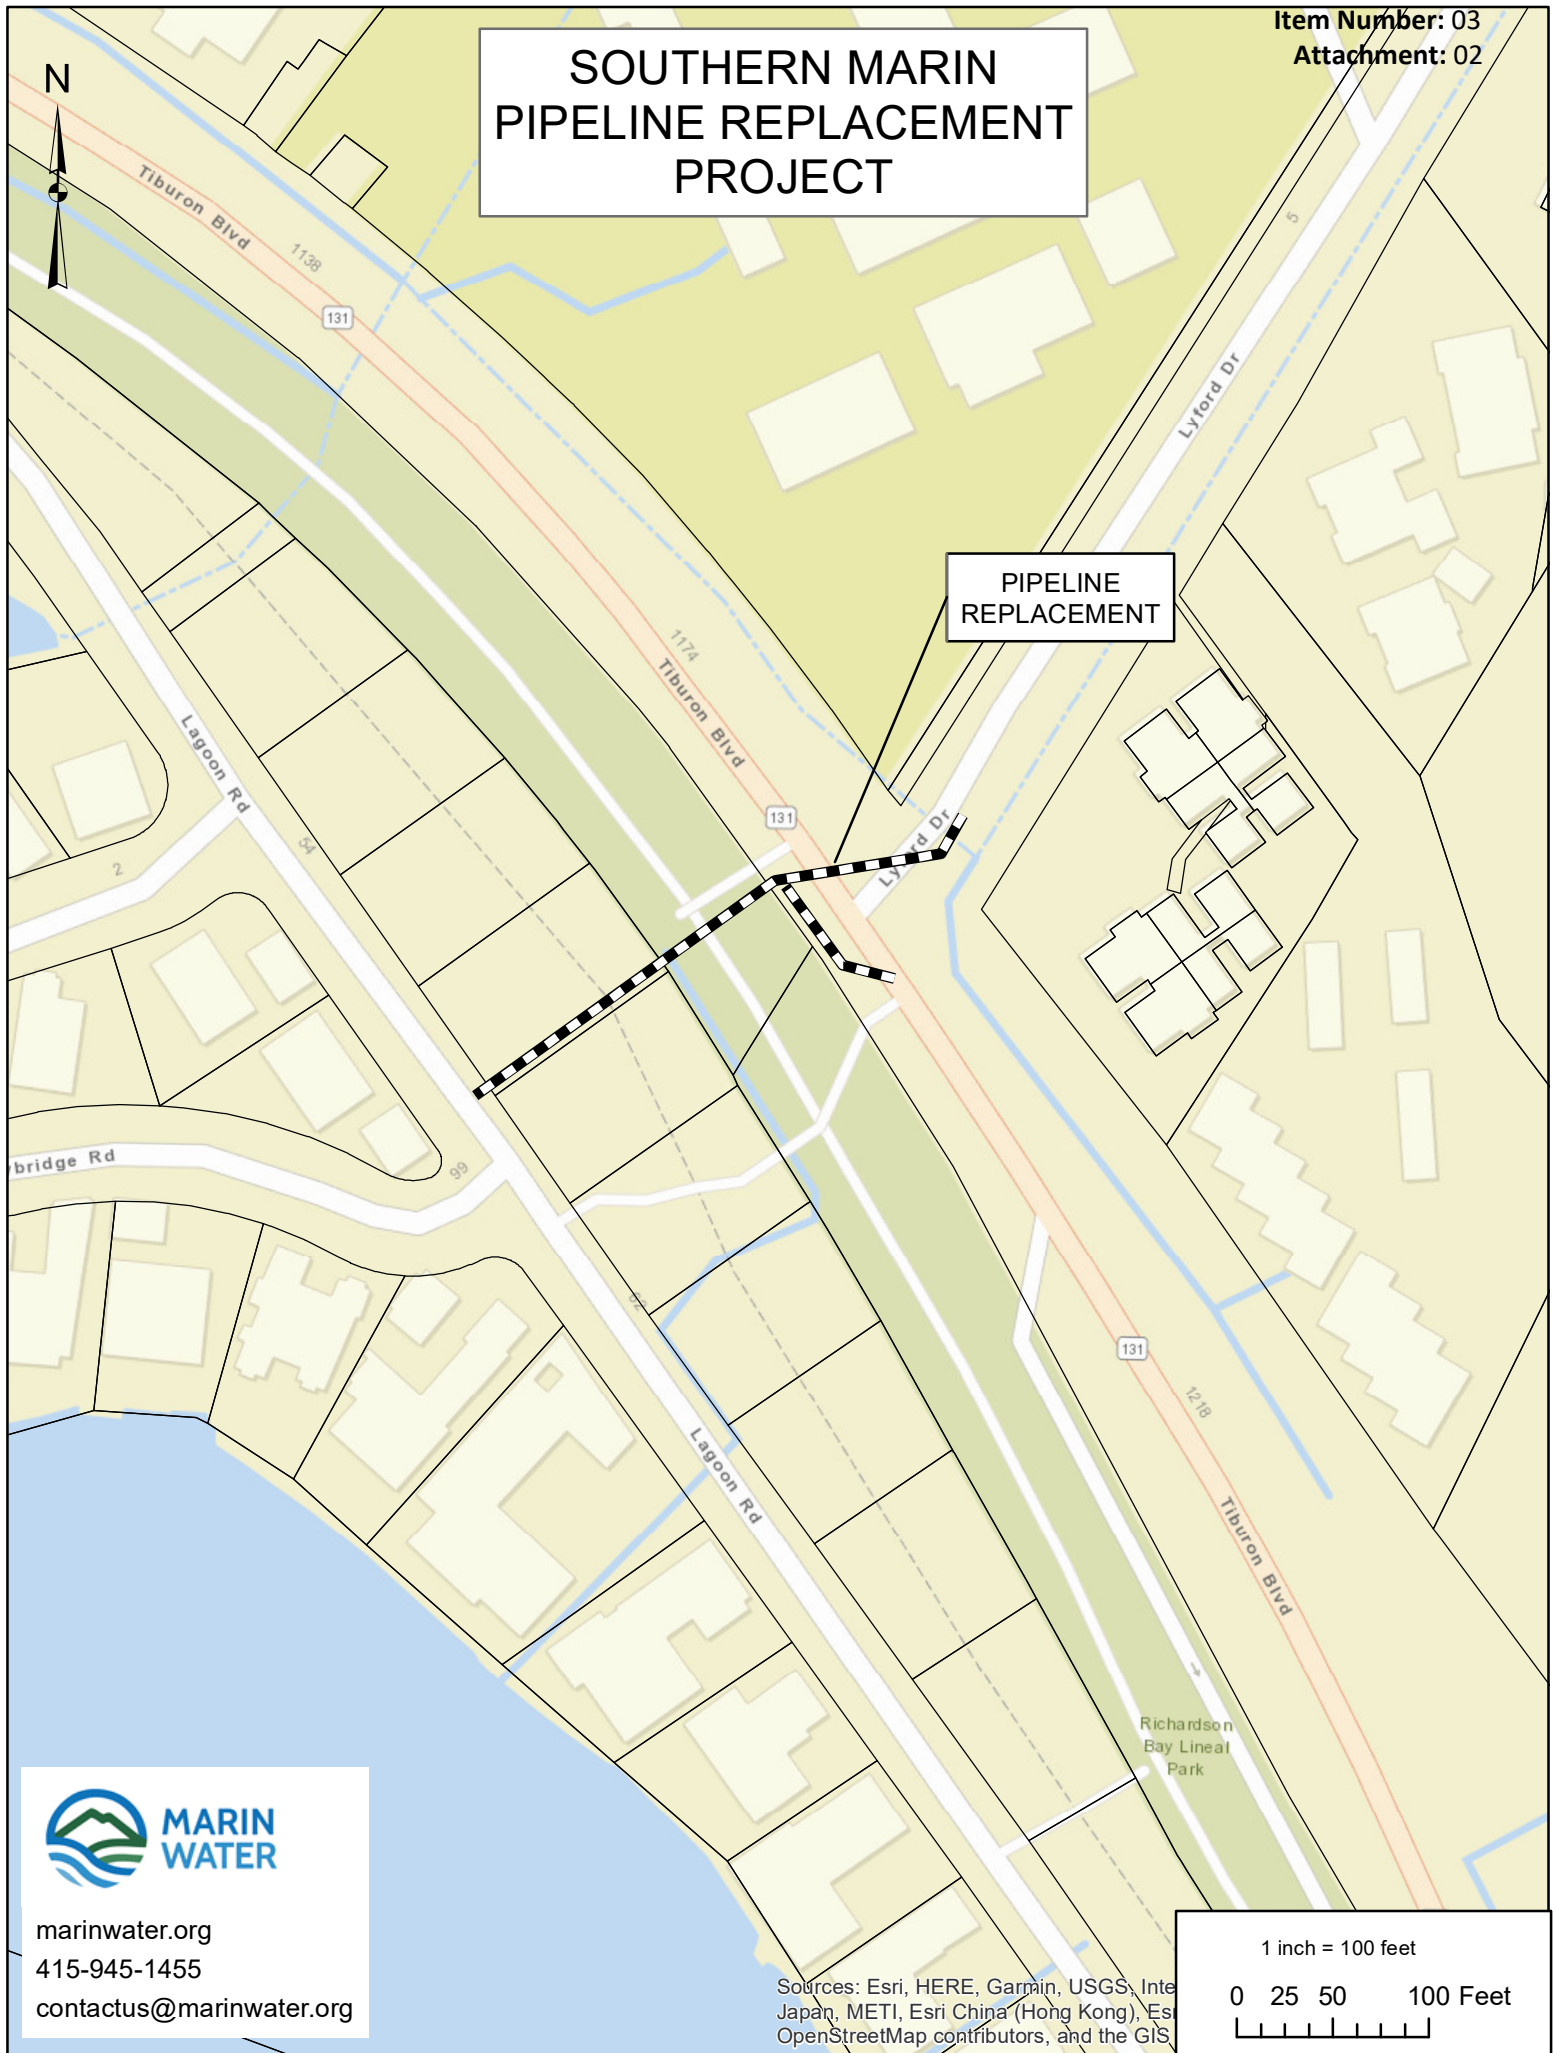 Item Number: 03
Attachment: 02
N
SOUTHERN MARIN
PIPELINE REPLACEMENT
PROJECT
Tiburon Blvd
1138
131
5
Lyford Dr
PIPELINE
REPLACEMENT
1174
Tiburon Blvd
Lagoon Rd
131
Lyford Dr
54
2
ybridge Rd
99
62
131
1218
Lagoon Rd
Tiburon Blvd
Richardson
Bay Lineal
Park
MARIN
WATER
marinwater.org
415-945-1455
contactus@marinwater.org
Sources: Esri, HERE, Garmin, USGS, Inte
Japan, METI, Esri China (Hong Kong), Esr
OpenStreetMap contributors, and the GIS
1 inch = 100 feet
0 25 50 100 Feet